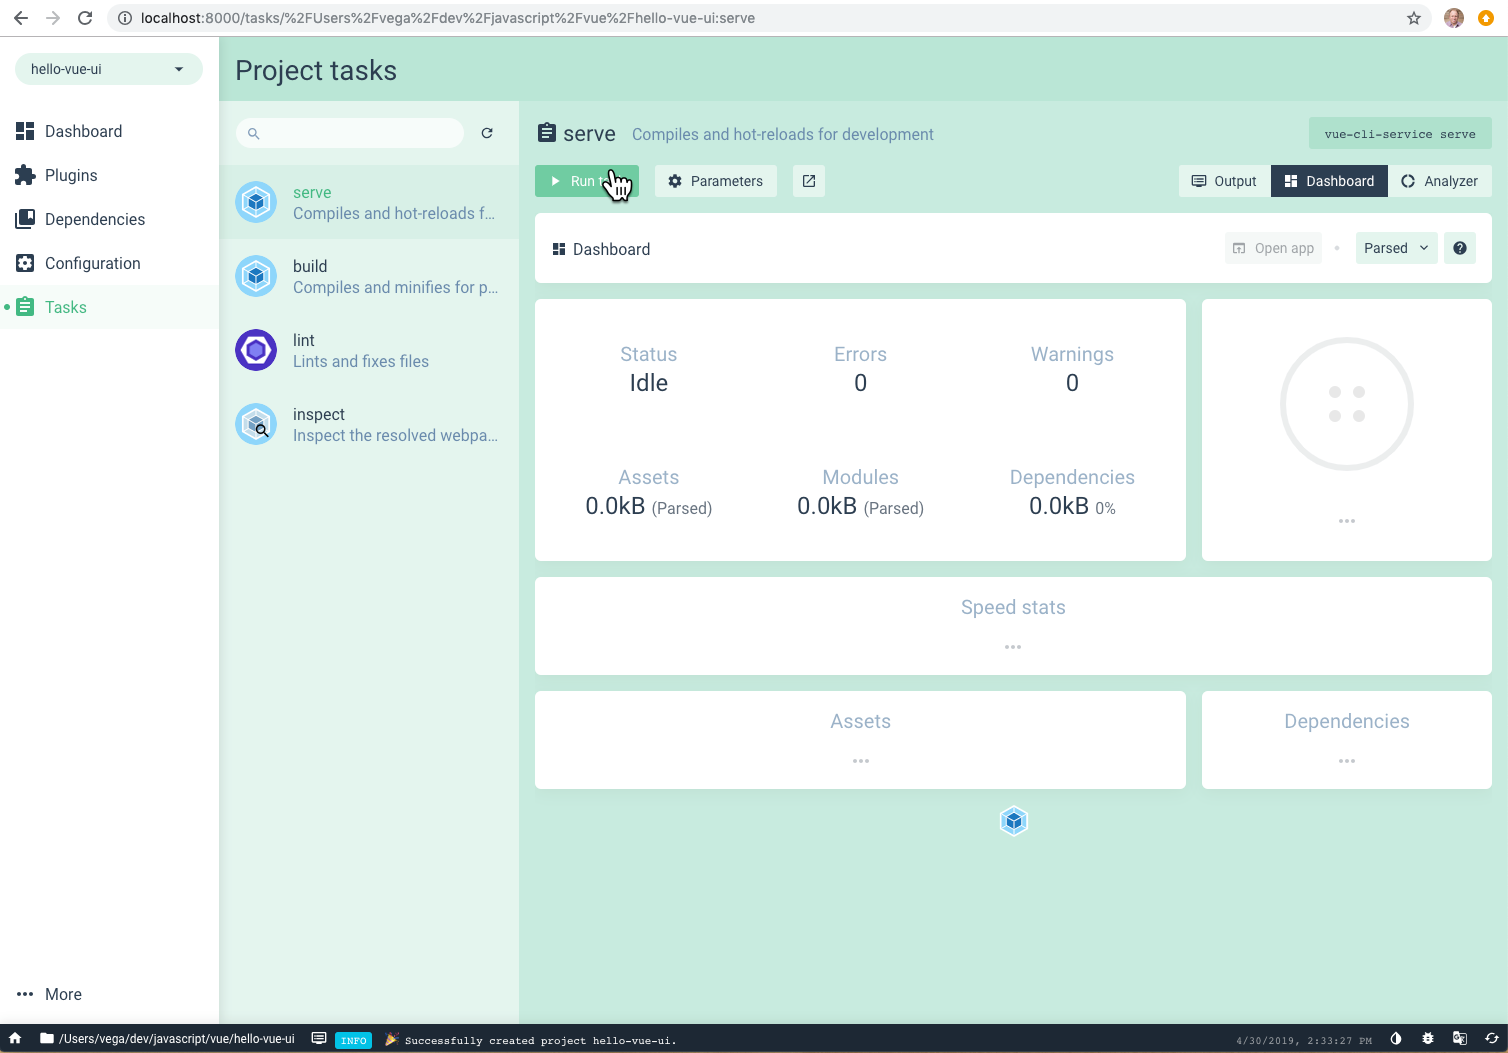 localhost:8000/tasks/%2FUsers%2Fvega%2Fdev%2Fjavascript%2Fvue%2Fhello-vue-ui:serve
hello-vue-ui
Project tasks
Dashboard
Plugins
Dependencies
Configuration
Tasks
More
serve
Compiles and hot-reloads f...
build
Compiles and minifies for p...
lint
Lints and fixes files
inspect
Inspect the resolved webpa...
serve Compiles and hot-reloads for development
vue-cli-service serve
Run
Parameters
Output
Dashboard
Analyzer
Dashboard
Open app
Parsed
Status
Idle
Errors
0
Warnings
0
Assets
0.0kB (Parsed)
Modules
0.0kB (Parsed)
Dependencies
0.0kB 0%
Speed stats
Assets
Dependencies
/Users/vega/dev/javascript/vue/hello-vue-ui
INFO
Successfully created project hello-vue-ui.
4/30/2019, 2:33:27 PM